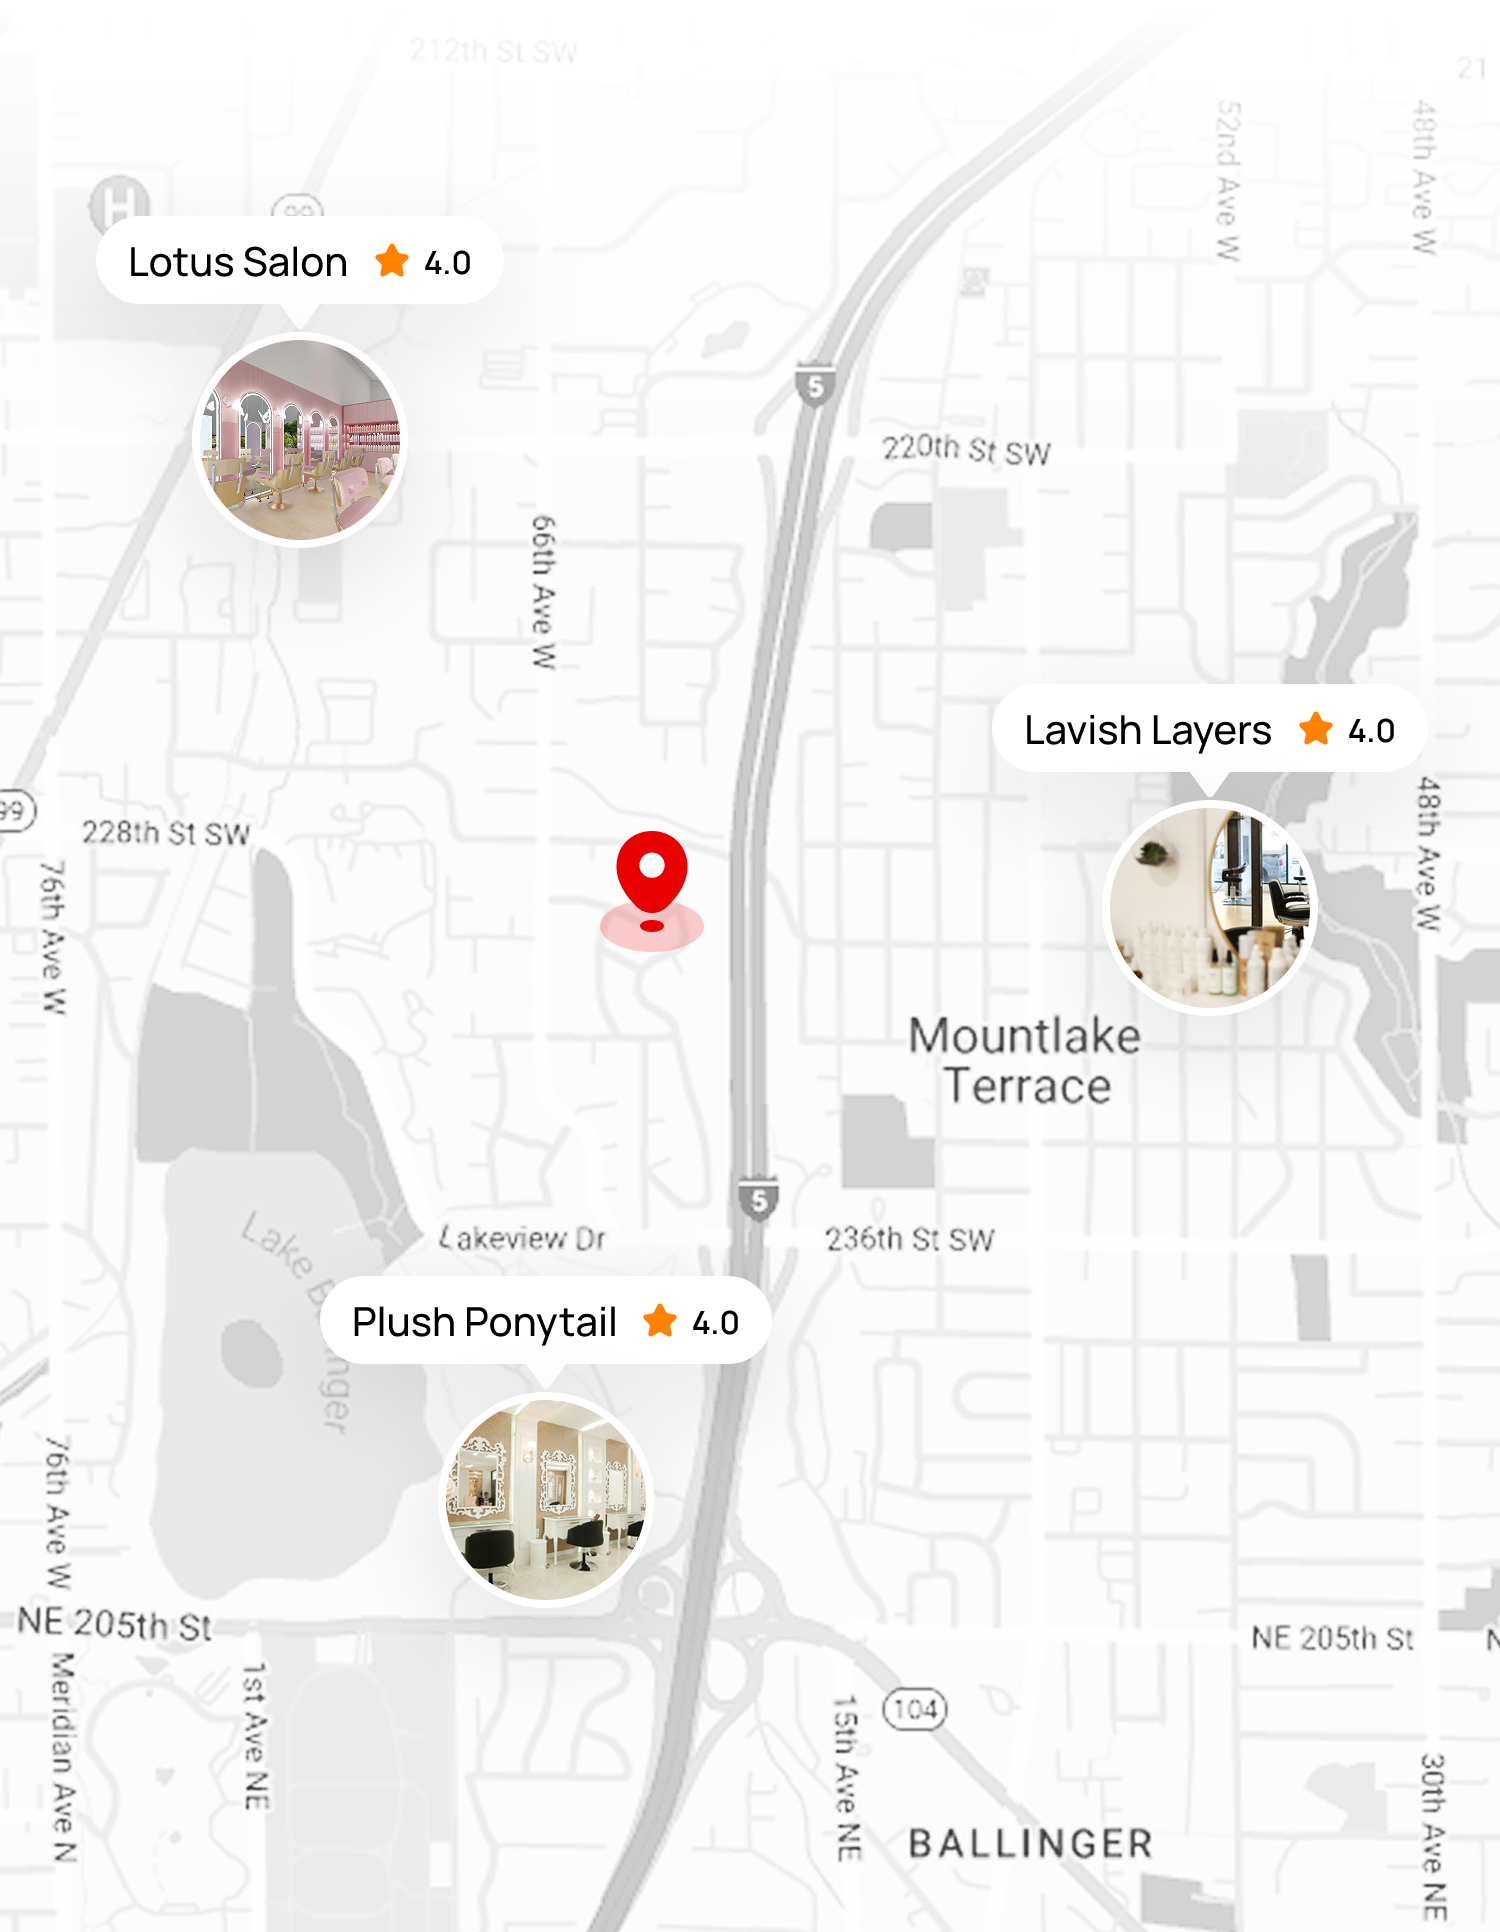 212th St SW
21
52nd Ave W
48th Ave W
H
99
Lotus Salon 4.0
5
220th St SW
66th Ave W
Lavish Layers 4.0
99
228th St SW
48th Ave W
76th Ave W
Mountlake
Terrace
5
Lakeview Dr
236th St SW
Lake
Plush Ponytail 4.0
76th Ave W
NE 205th St
NE 205th St
N
Meridian Ave N
1st Ave NE
104
15th Ave NE
30th Ave NE
BALLINGER